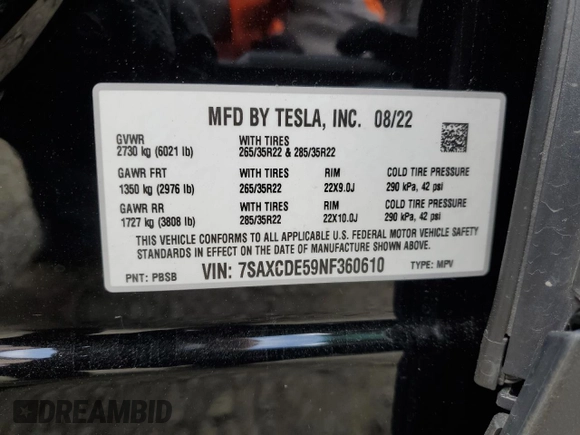 MFD BY TESLA, INC. 08/22
GVWR WITH TIRES
2730 kg (6021 lb) 265/35R22 & 285/35R22
GAWR FRT WITH TIRES RIM COLD TIRE PRESSURE
1350 kg (2976 lb) 265/35R22 22X9.0J 290 kPa, 42 psi
GAWR RR WITH TIRES RIM COLD TIRE PRESSURE
1727 kg (3808 lb) 285/35R22 22X10.0J 290 kPa, 42 psi
THIS VEHICLE CONFORMS TO ALL APPLICABLE U.S. FEDERAL MOTOR VEHICLE SAFETY
STANDARDS IN EFFECT ON THE DATE OF MANUFACTURE SHOWN ABOVE.
PNT: PBSB VIN: 7SAXCDE59NF360610 TYPE: MPV
DREAMBID